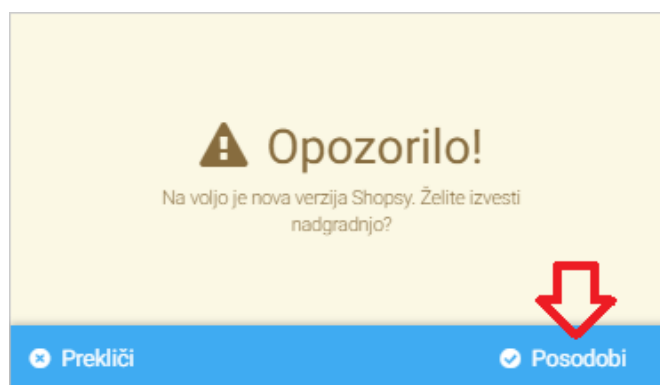 Opozorilo!
Na voljo je nova verzija Shopsy. Želite izvesti
nadgradnjo?
Prekliči
Posodobi